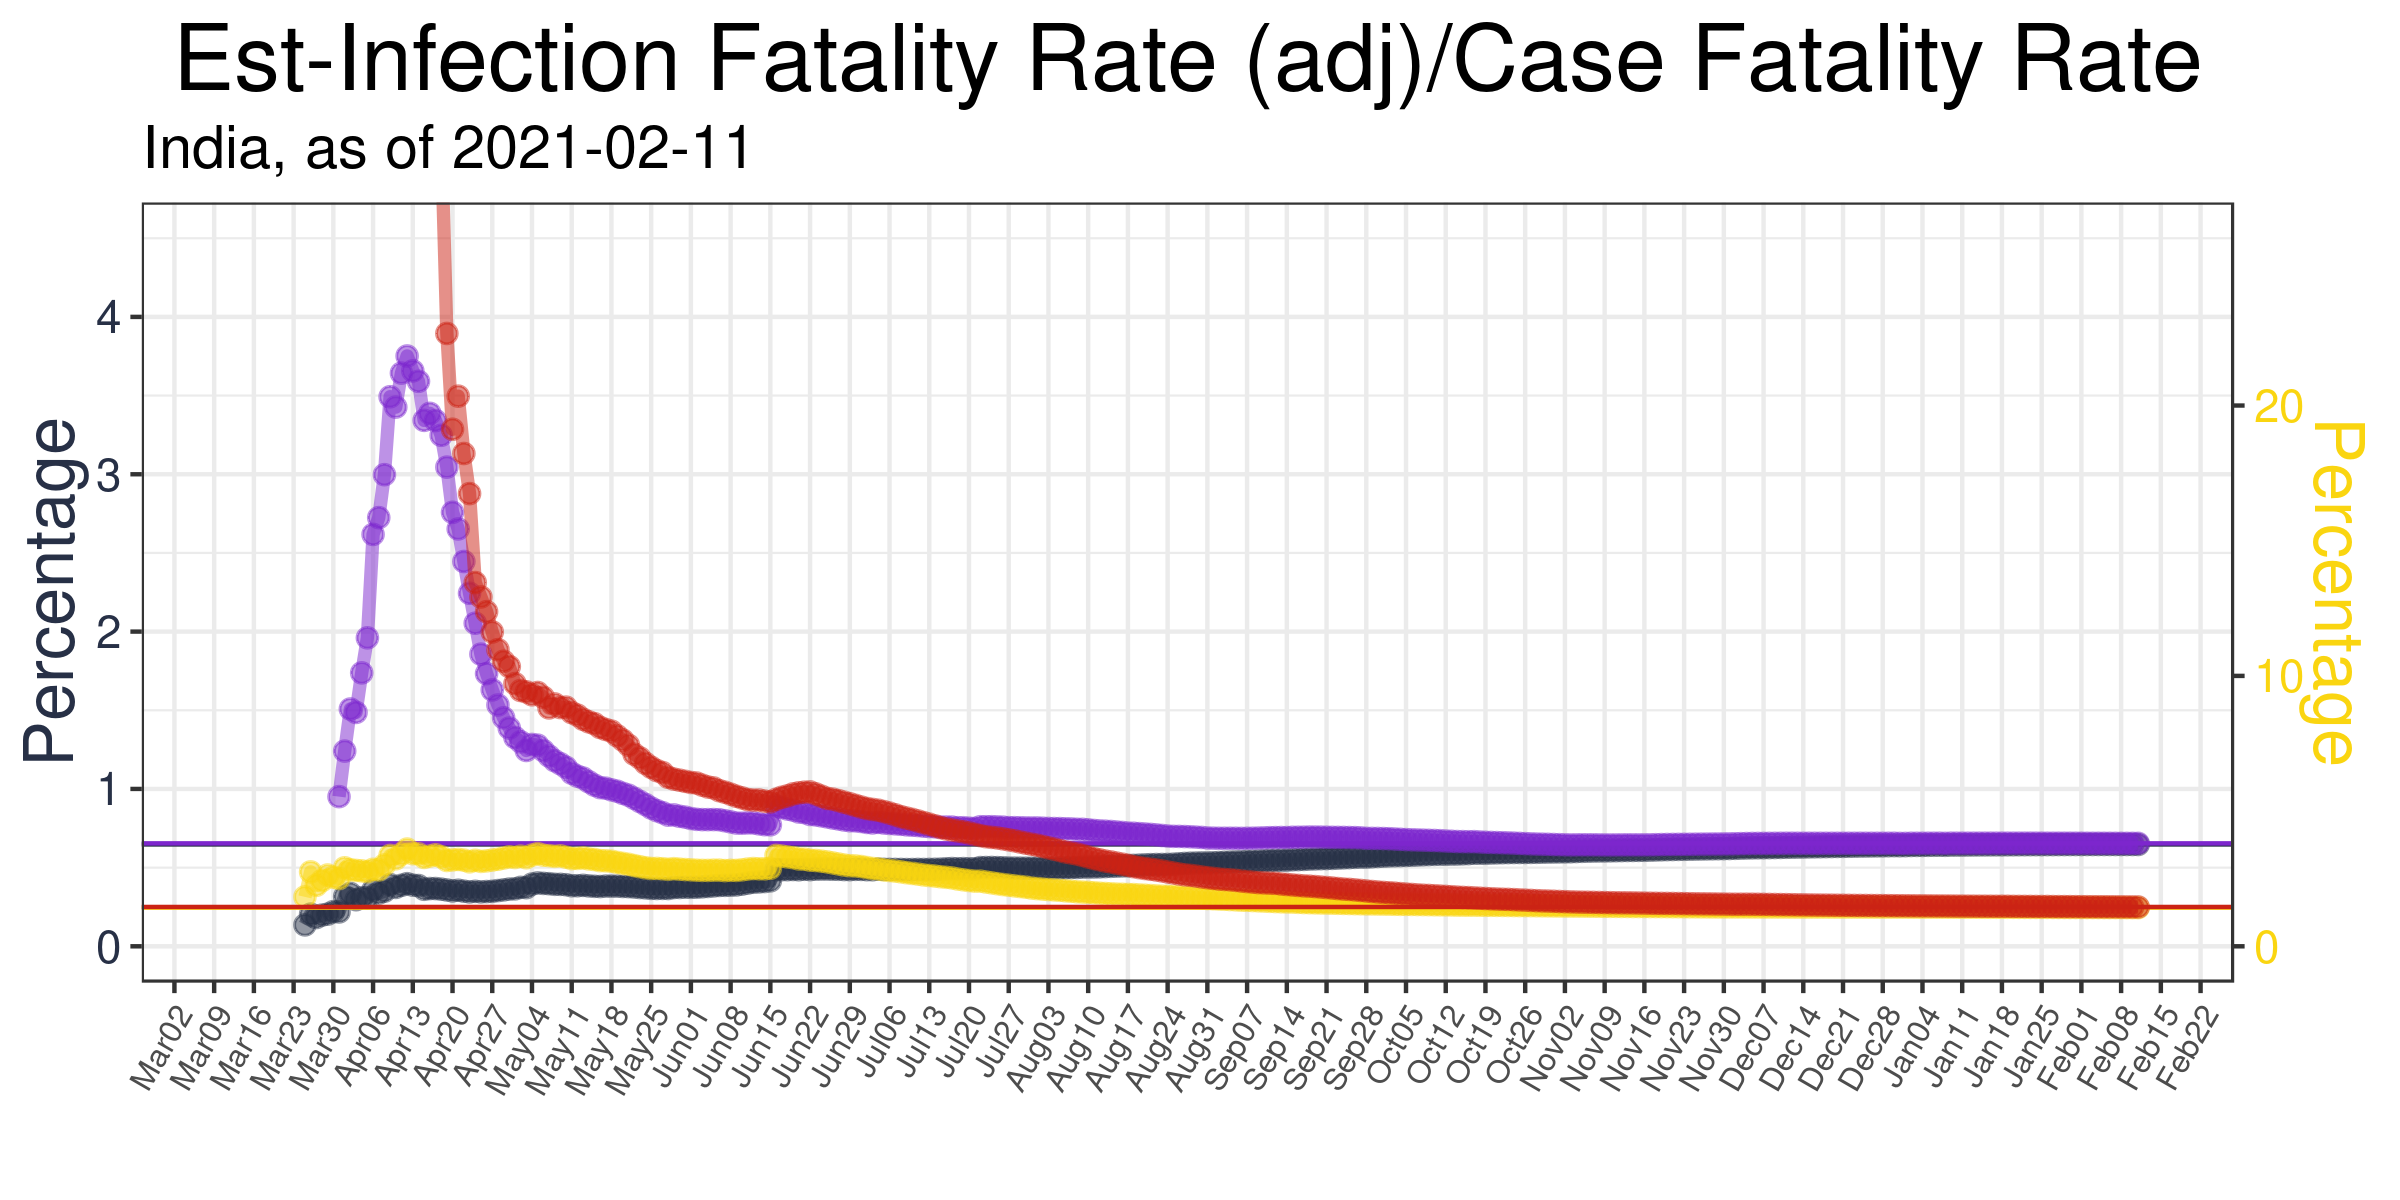 Est-Infection Fatality Rate (adj)/Case Fatality Rate
India, as of 2021-02-11
Percentage
4
3
2
1
0
20
10
0
Percentage
Mar02
Mar09
Mar16
Mar23
Mar30
Apr06
Apr13
Apr20
Apr27
May04
May11
May18
May25
Jun01
Jun08
Jun15
Jun22
Jun29
Jul06
Jul13
Jul20
Jul27
Aug03
Aug10
Aug17
Aug24
Aug31
Sep07
Sep14
Sep21
Sep28
Oct05
Oct12
Oct19
Oct26
Nov02
Nov09
Nov16
Nov23
Nov30
Dec07
Dec14
Dec21
Dec28
Jan04
Jan11
Jan18
Jan25
Feb01
Feb08
Feb15
Feb22